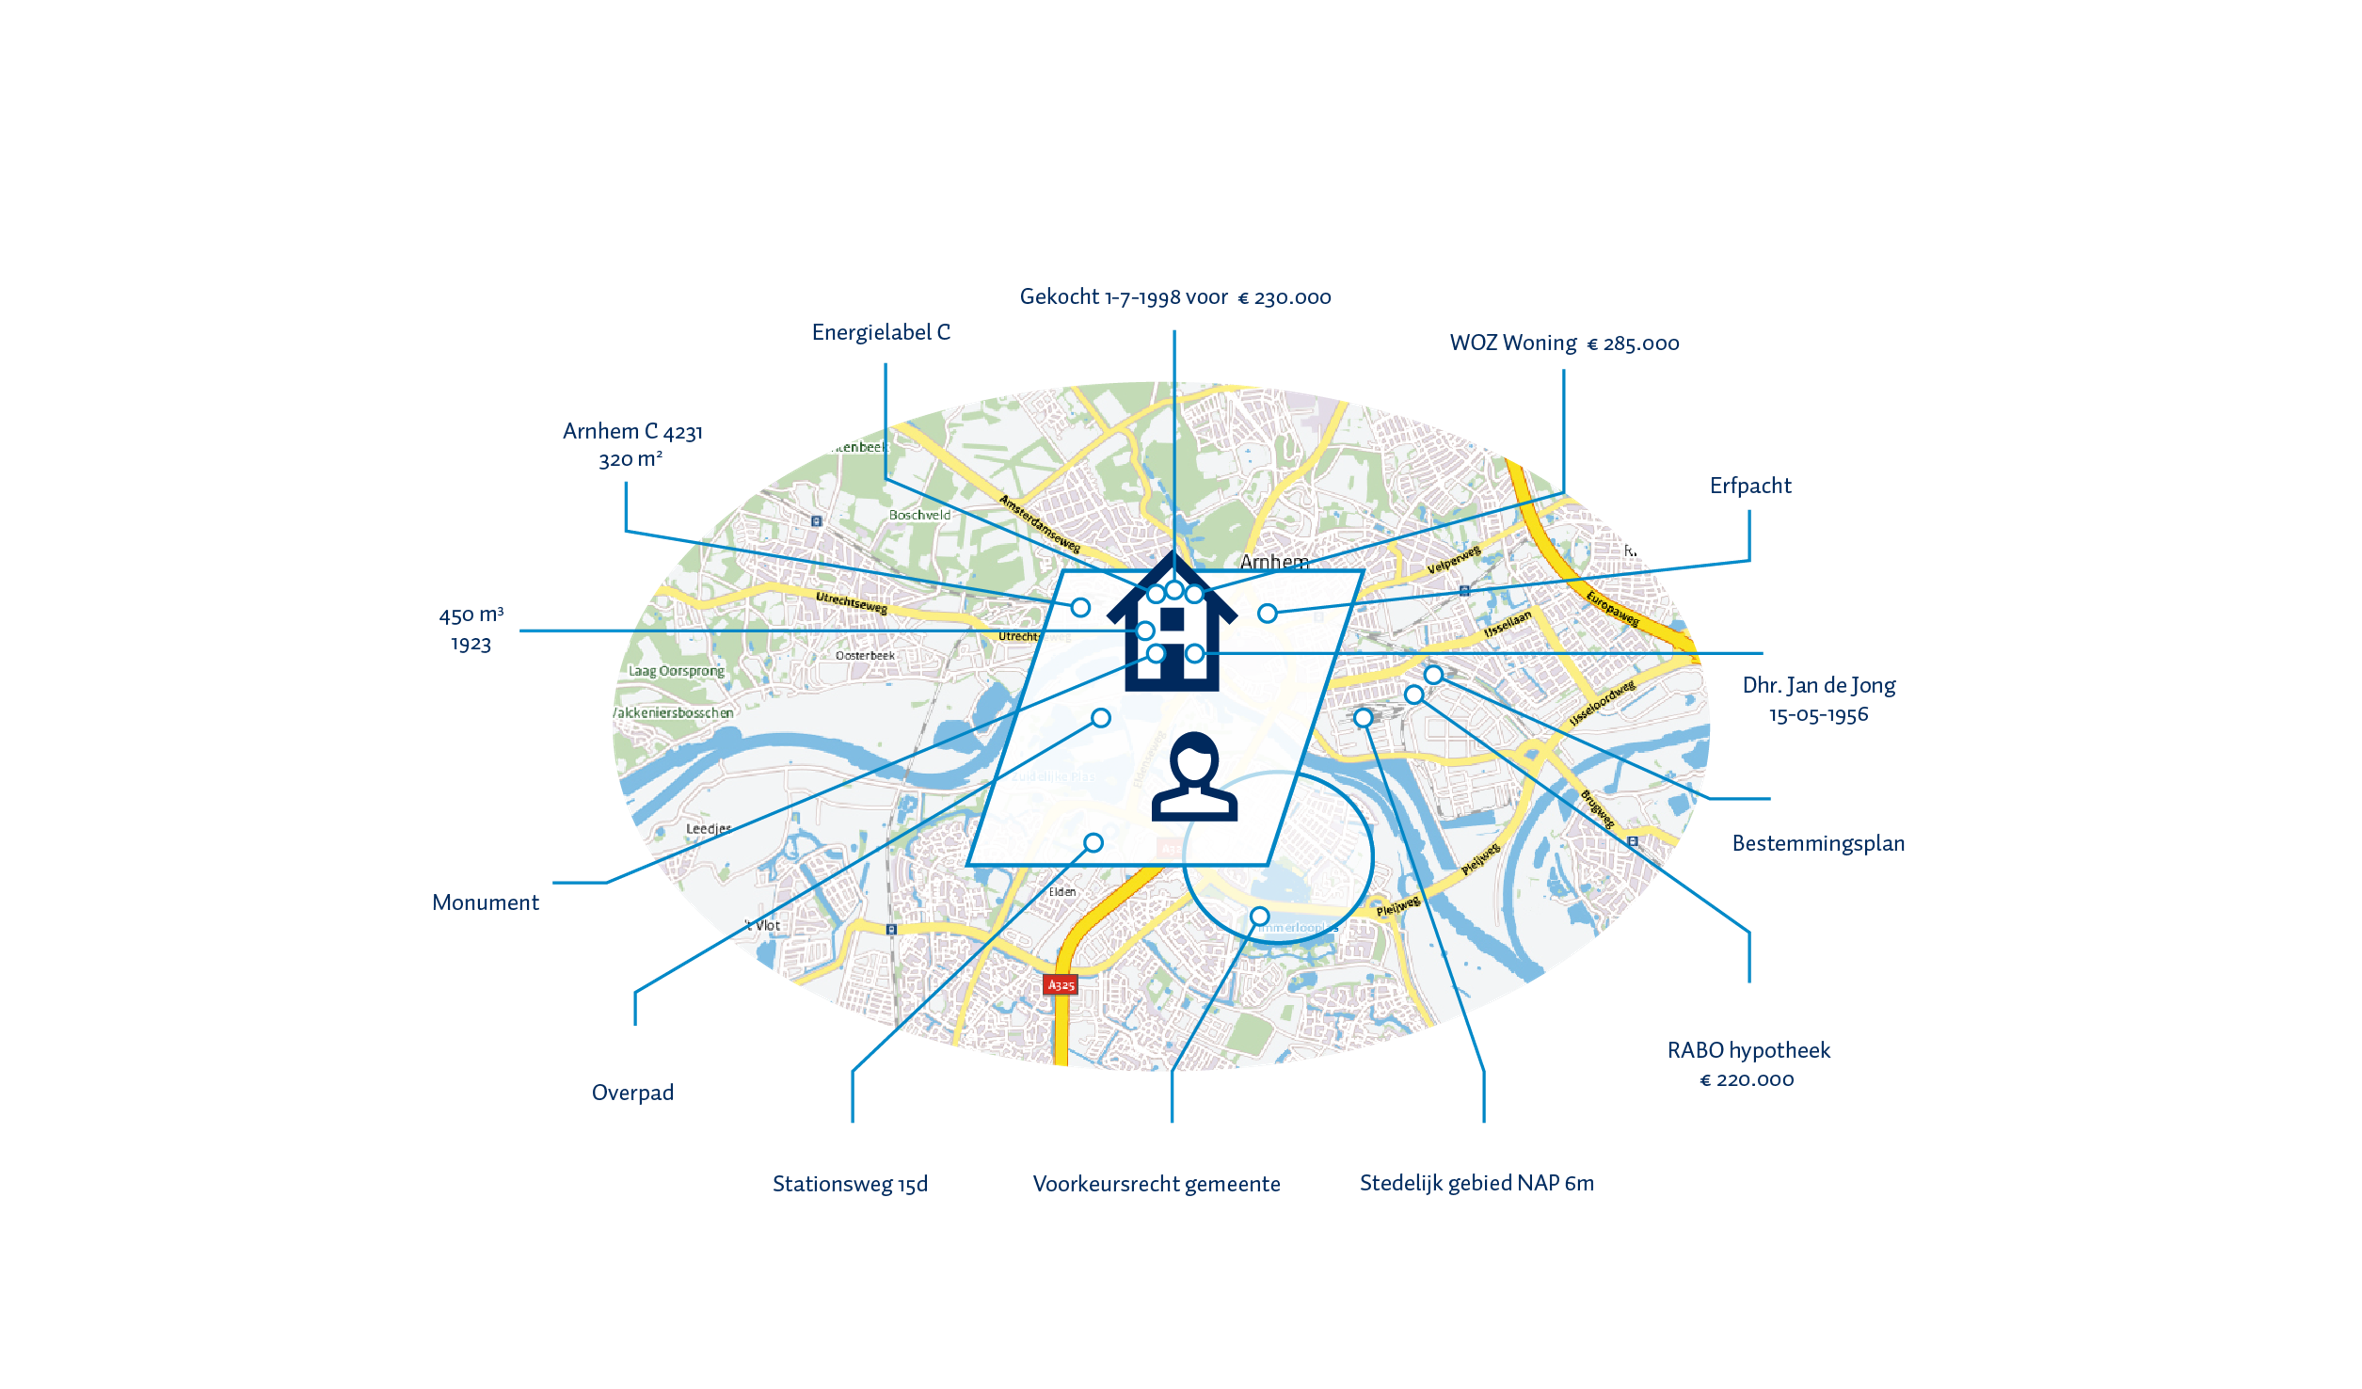 Gekocht 1-7-1998 voor € 230.000
Energielabel C
WOZ Woning € 285.000
Arnhem C 4231
320 m²
Erfpacht
450 m³
1923
Dhr. Jan de Jong
15-05-1956
Bestemmingsplan
Monument
RABO hypotheek
€ 220.000
Overpad
Stationsweg 15d
Voorkeursrecht gemeente
Stedelijk gebied NAP 6m
Boschveld
Amsterdamseweg
Arnhem
Velperweg
Europaweg
Utrechtseweg
IJssellaan
Oosterbeek
Laag Oorsprong
IJsseloordweg
Leedjes
Brugweg
Pleijweg
Elden
Pleijweg
't Vlot
A325